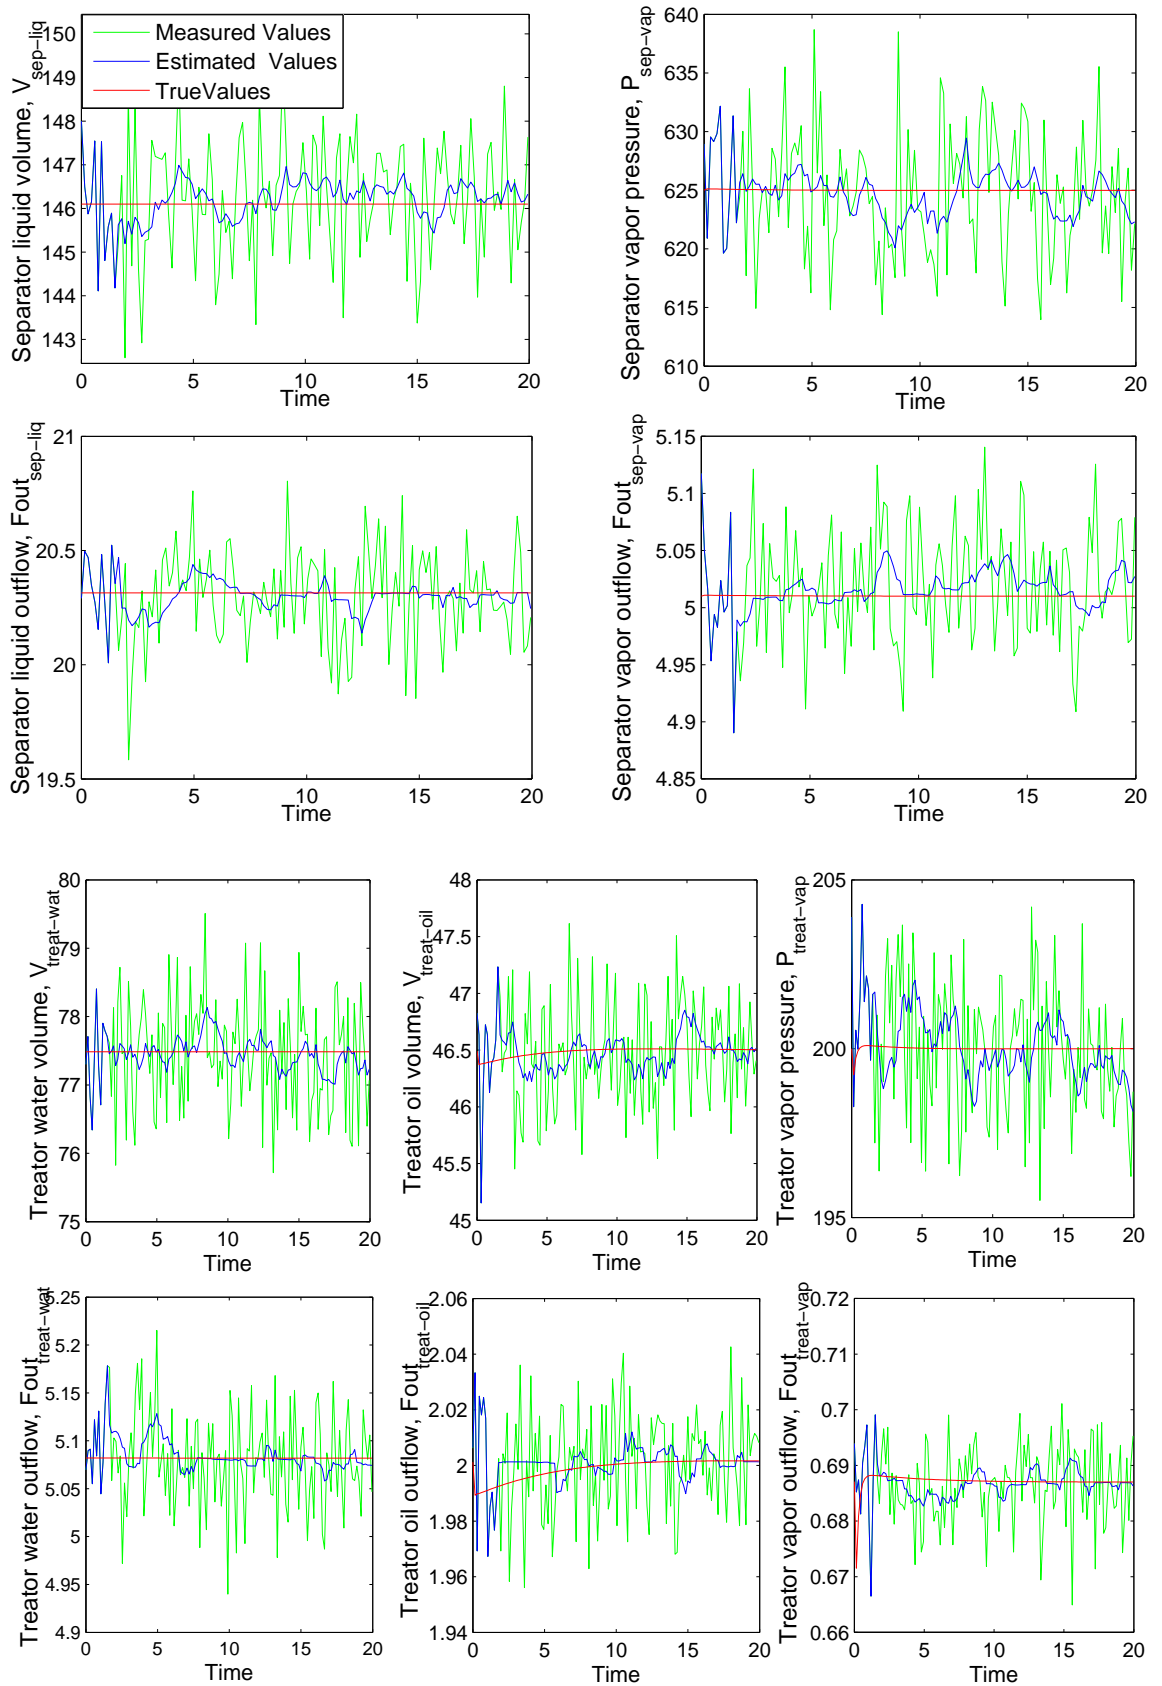 Separator liquid volume, V_sep−liq
150
149
148
147
146
145
144
143
0 5 10 15 20
Time
Measured Values
Estimated Values
TrueValues
Separator vapor pressure, P_sep−vap
640
635
630
625
620
615
610
0 5 10 15 20
Time
Separator liquid outflow, Fout_sep−liq
21
20.5
20
19.5
0 5 10 15 20
Time
Separator vapor outflow, Fout_sep−vap
5.15
5.1
5.05
5
4.95
4.9
4.85
0 5 10 15 20
Time
Treator water volume, V_treat−wat
80
79
78
77
76
75
0 5 10 15 20
Time
Treator oil volume, V_treat−oil
48
47.5
47
46.5
46
45.5
45
0 5 10 15 20
Time
Treator vapor pressure, P_treat−vap
205
200
195
0 5 10 15 20
Time
Treator water outflow, Fout_treat−wat
5.25
5.2
5.15
5.1
5.05
5
4.95
4.9
0 5 10 15 20
Time
Treator oil outflow, Fout_treat−oil
2.06
2.04
2.02
2
1.98
1.96
1.94
0 5 10 15 20
Time
Treator vapor outflow, Fout_treat−vap
0.72
0.71
0.7
0.69
0.68
0.67
0.66
0 5 10 15 20
Time